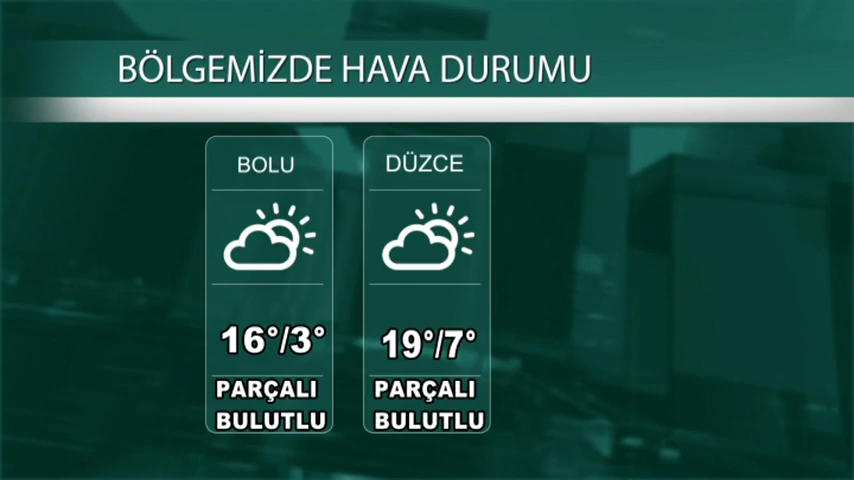 BÖLGEMİZDE HAVA DURUMU
BOLU
16°/3°
PARÇALI
BULUTLU
DÜZCE
19°/7°
PARÇALI
BULUTLU